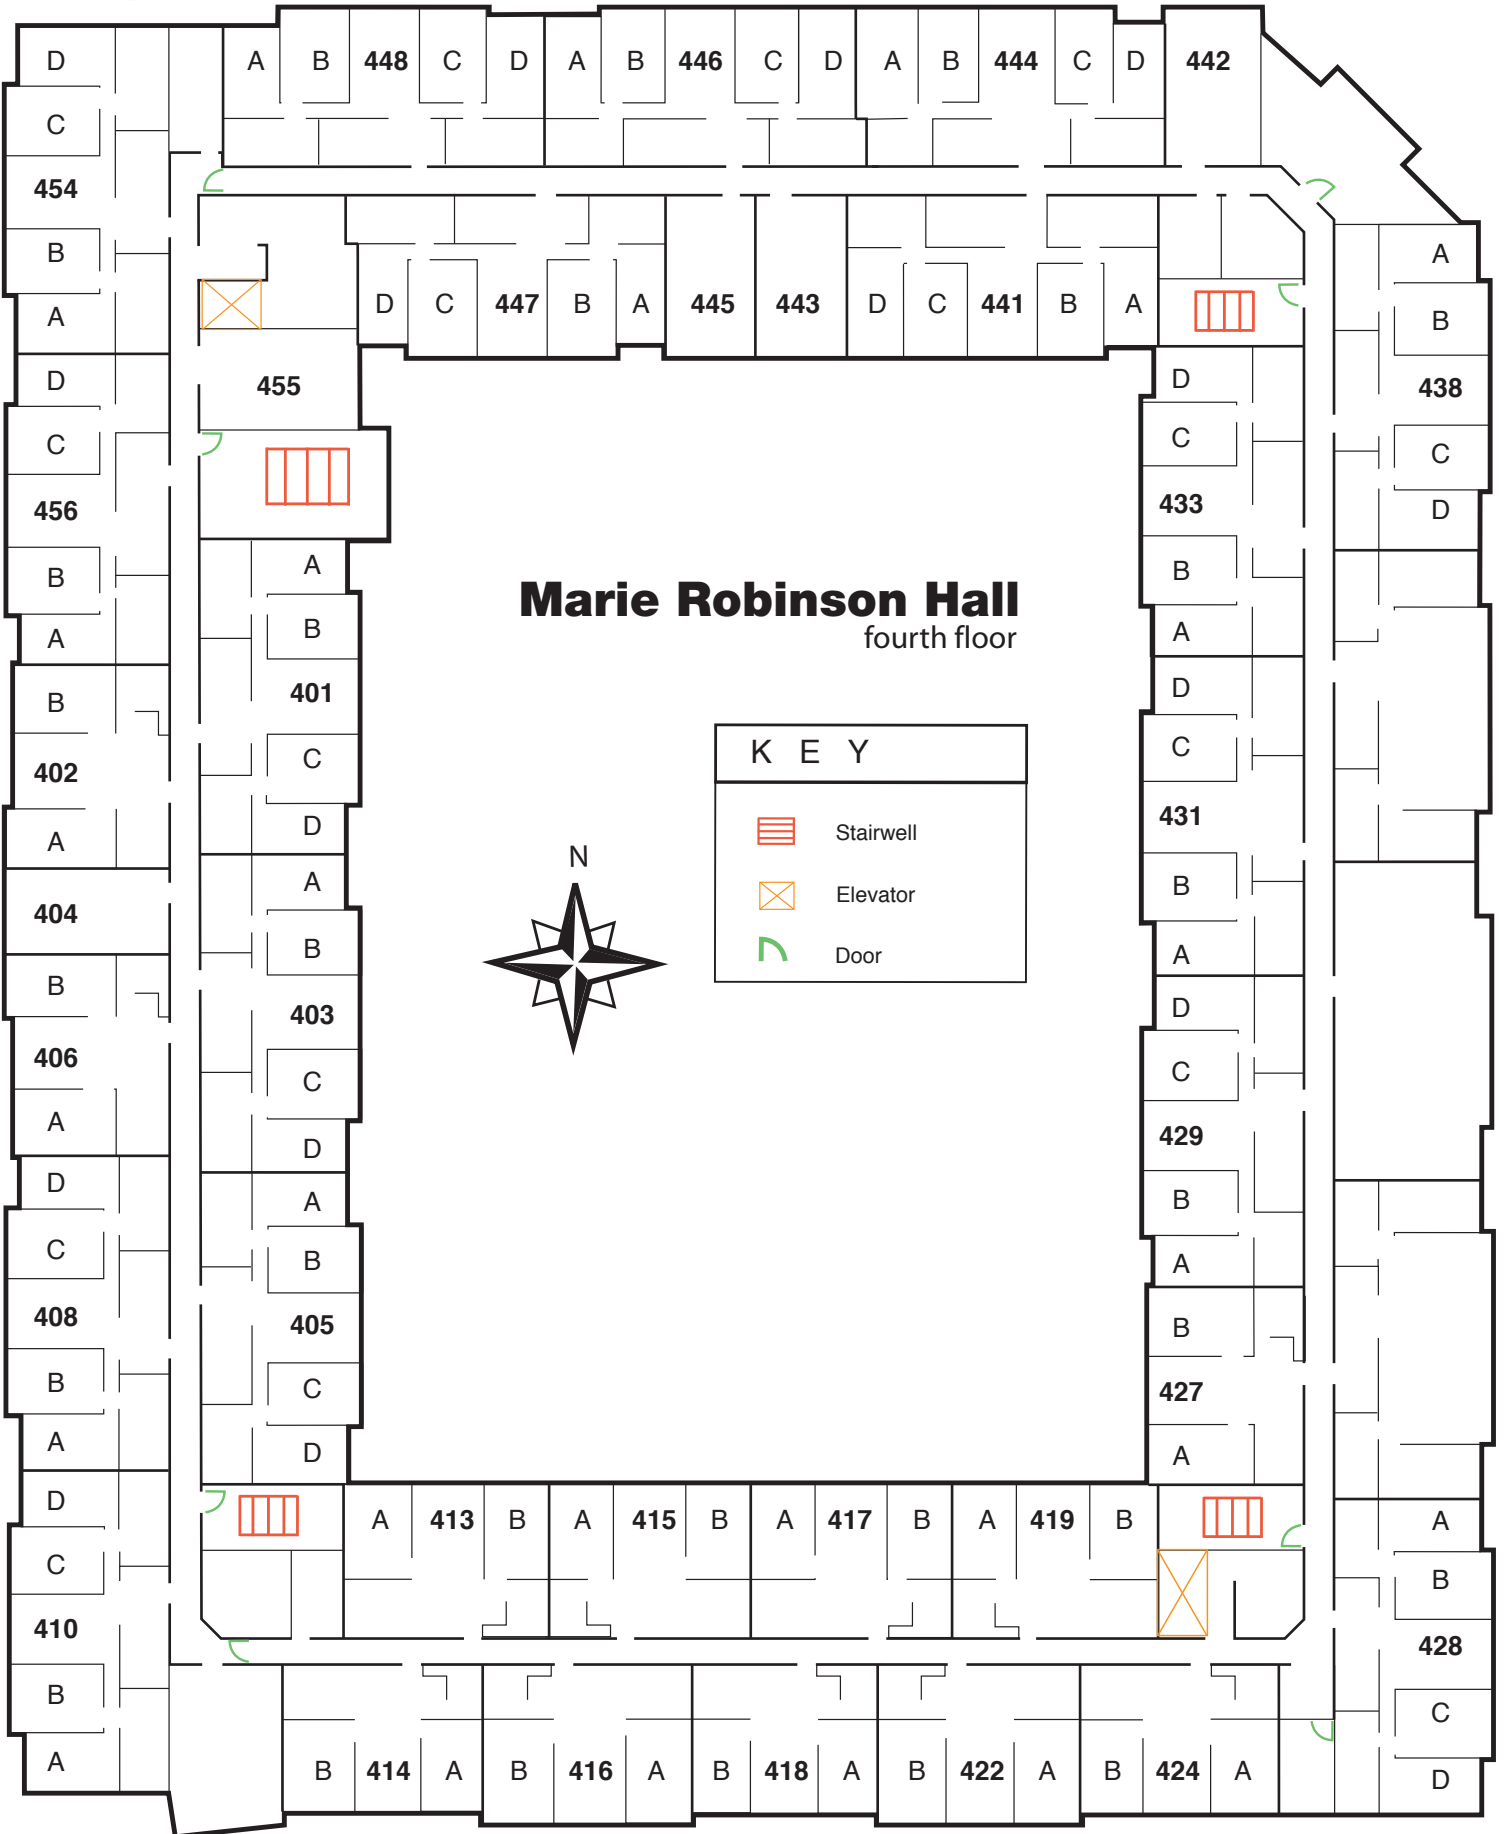 A B 448 C D A B 446 C D A B 444 C D 442
D
C
454
B
A
D C 447 B A 445 443 D C 441 B A
A
B
438
C
D
455
D
C
456
B
A
D
C
433
B
A
A
B
401
C
D
Marie Robinson Hall
fourth floor
B
402
A
D
C
431
B
A
KEY
Stairwell
Elevator
Door
N
404
A
B
403
C
D
B
406
A
D
C
429
B
A
D
C
408
B
A
A
B
405
C
D
B
427
A
D
C
410
B
A
A 413 B A 415 B A 417 B A 419 B
A
B
428
C
D
B 414 A B 416 A B 418 A B 422 A B 424 A